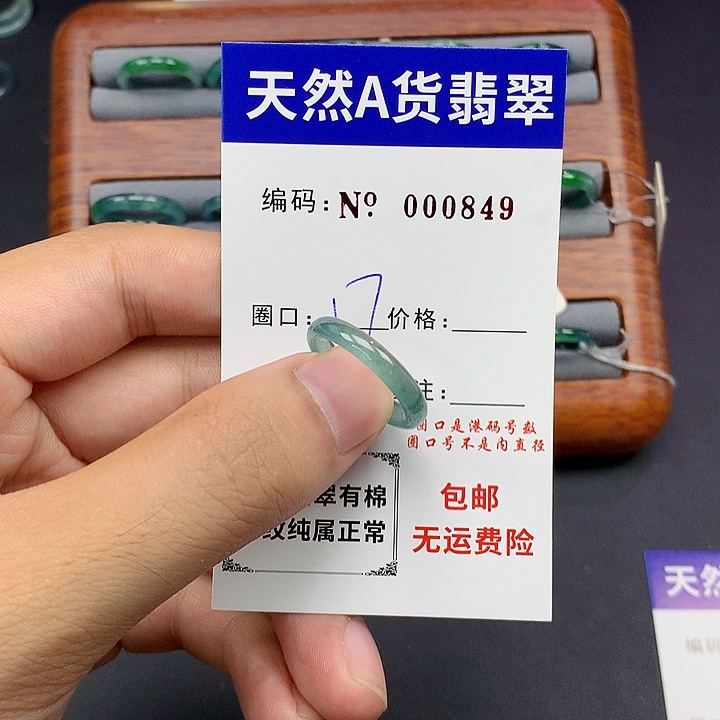 天然A货翡翠
编码: Nº 000849
圈口: 17 价格:
注:
圈口是港码号数
圈口号不是内直径
翠有棉
纹纯属正常
包邮
无运费险
天然
编码